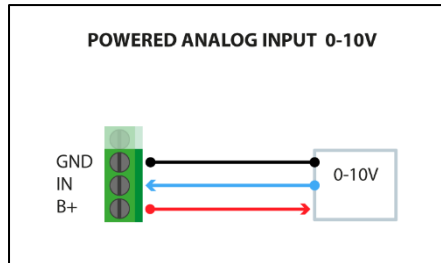 POWERED ANALOG INPUT 0-10V
GND
IN
B+
0-10V